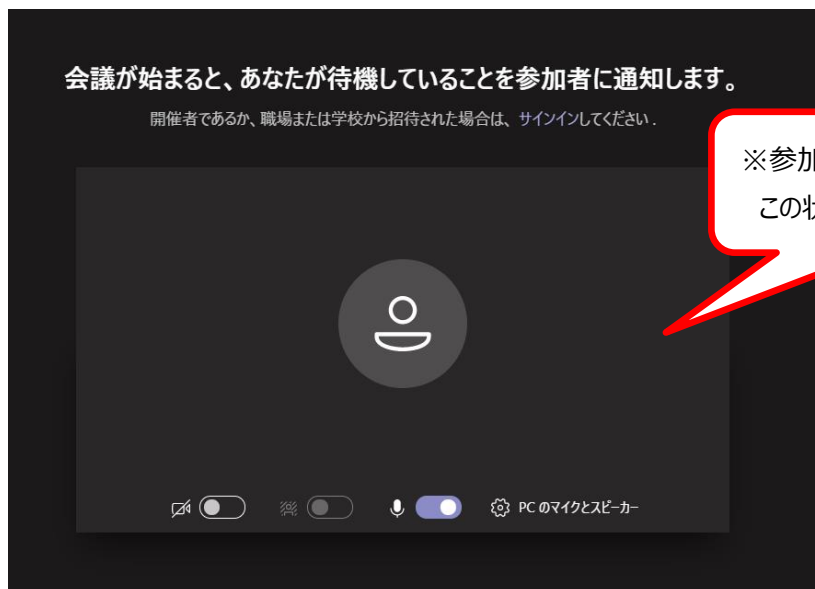 会議が始まると、あなたが待機していることを参加者に通知します。
開催者であるか、職場または学校から招待された場合は、サインインしてください.
※参加
この状
PC のマイクとスピーカー